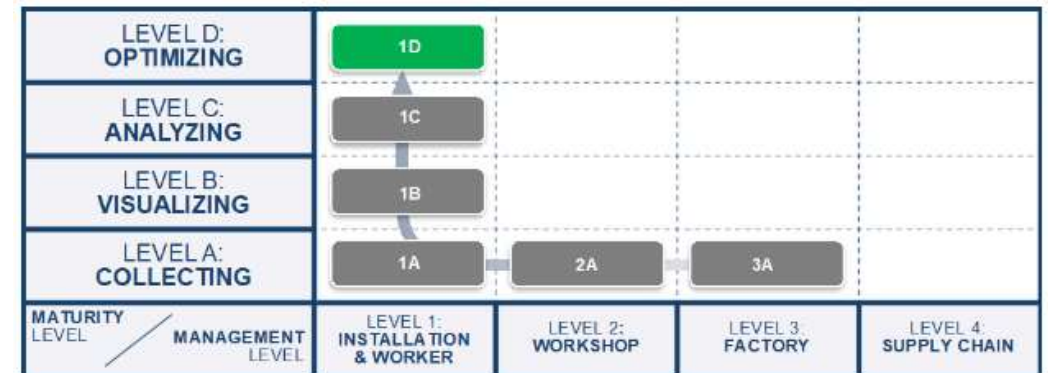 LEVEL D:
OPTIMIZING
1D
LEVEL C:
ANALYZING
1C
LEVEL B:
VISUALIZING
1B
LEVEL A:
COLLECTING
1A
2A
3A
MATURITY
LEVEL
MANAGEMENT
LEVEL
LEVEL 1:
INSTALLATION
& WORKER
LEVEL 2:
WORKSHOP
LEVEL 3:
FACTORY
LEVEL 4:
SUPPLY CHAIN